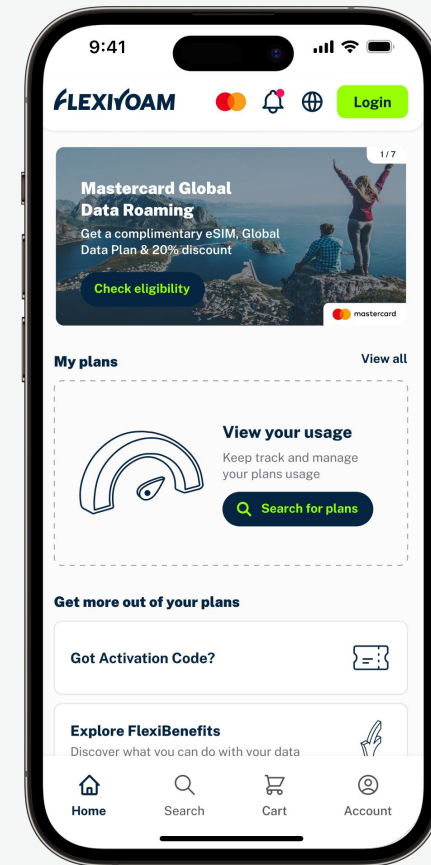 9:41
FLEXIROAM
Login
1/7
Mastercard Global
Data Roaming
Get a complimentary eSIM, Global
Data Plan & 20% discount
Check eligibility
mastercard
My plans
View all
View your usage
Keep track and manage
your plans usage
Search for plans
Get more out of your plans
Got Activation Code?
Explore FlexiBenefits
Discover what you can do with your data
Home
Search
Cart
Account